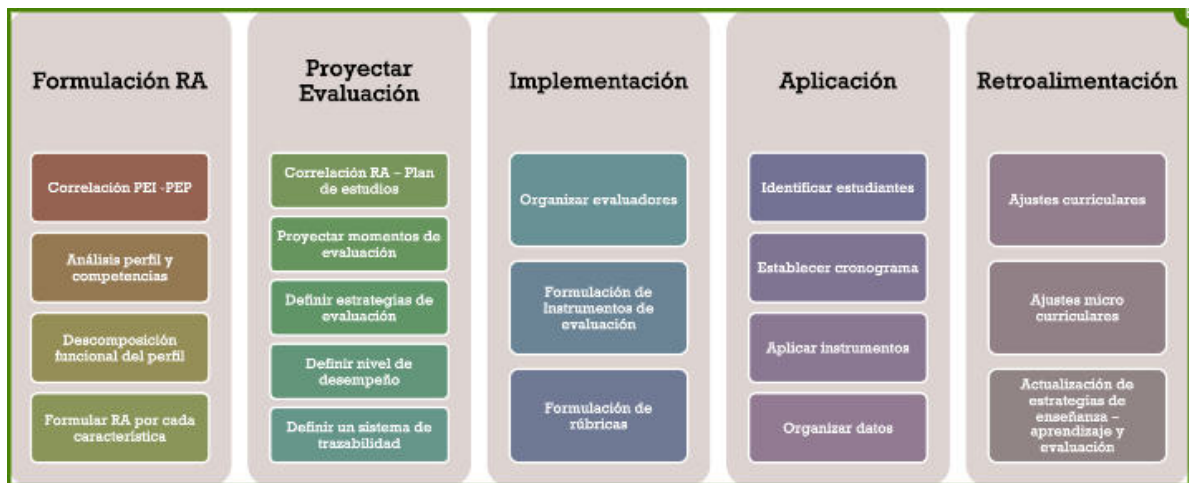 Formulación RA
Correlación PEI -PEP
Análisis perfil y
competencias
Descomposición
funcional del perfil
Formular RA por cada
característica
Proyectar
Evaluación
Correlación RA – Plan
de estudios
Proyectar momentos de
evaluación
Definir estrategias de
evaluación
Definir nivel de
desempeño
Definir un sistema de
trazabilidad
Implementación
Organizar evaluadores
Formulación de
Instrumentos de
evaluación
Formulación de
rúbricas
Aplicación
Identificar estudiantes
Establecer cronograma
Aplicar instrumentos
Organizar datos
Retroalimentación
Ajustes curriculares
Ajustes micro
curriculares
Actualización de
estrategias de
enseñanza –
aprendizaje y
evaluación